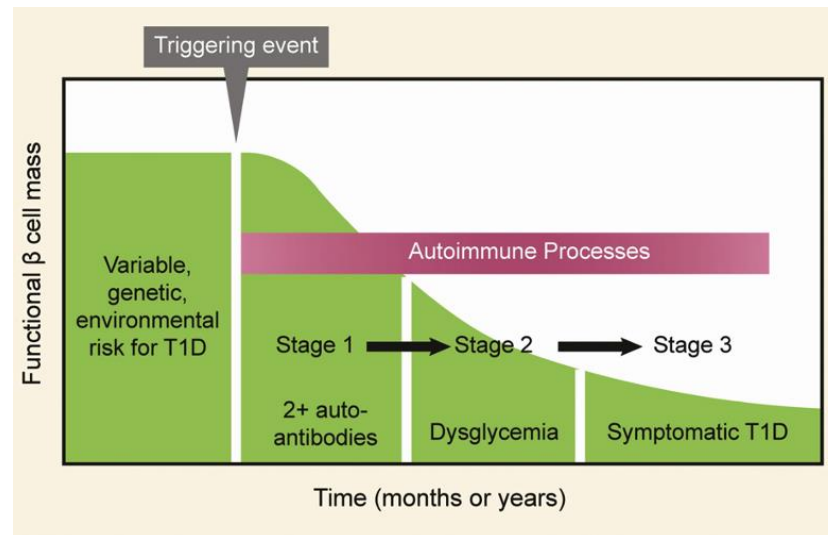 Triggering event
Functional β cell mass
Variable,
genetic,
environmental
risk for T1D
Autoimmune Processes
Stage 1
Stage 2
Stage 3
2+ auto-
antibodies
Dysglycemia
Symptomatic T1D
Time (months or years)